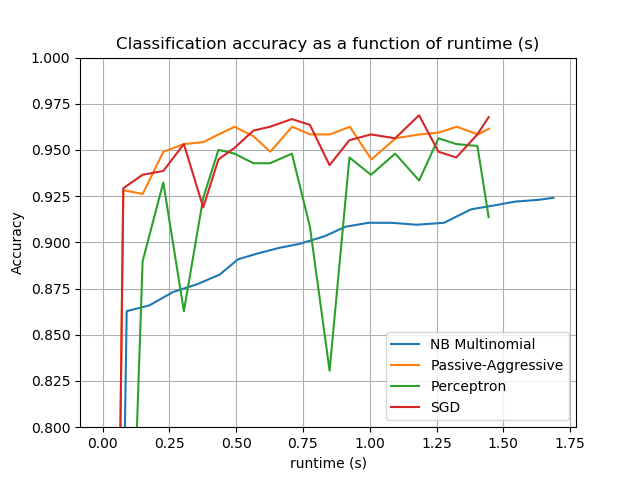 Classification accuracy as a function of runtime (s)
1.000
0.975
0.950
0.925
0.900
0.875
0.850
0.825
0.800
Accuracy
NB Multinomial
Passive-Aggressive
Perceptron
SGD
0.00 0.25 0.50 0.75 1.00 1.25 1.50 1.75
runtime (s)